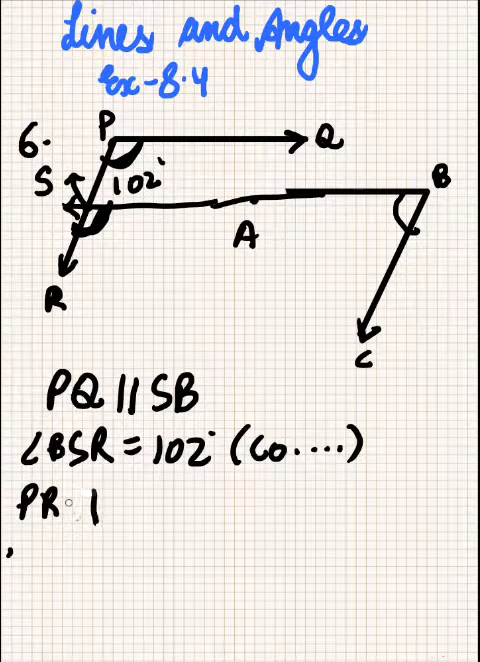 Lines and Angles
Ex-8.4
6.
P
Q
S
102°
B
A
R
C
PQ || SB
∠BSR = 102° (co....)
PR |